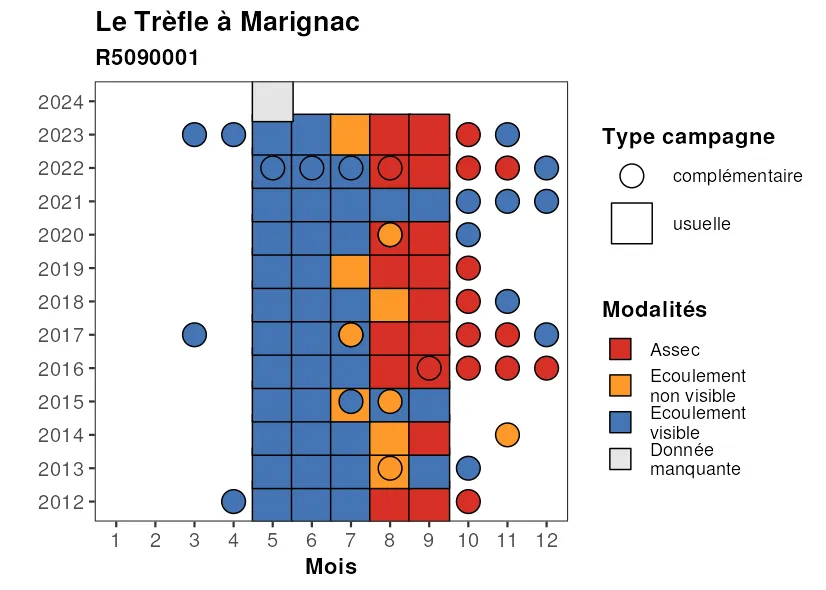 Le Trèfle à Marignac
R5090001
2024
2023
2022
2021
2020
2019
2018
2017
2016
2015
2014
2013
2012
1 2 3 4 5 6 7 8 9 10 11 12
Mois
Type campagne
complémentaire
usuelle
Modalités
Assec
Ecoulement
non visible
Ecoulement
visible
Donnée
manquante